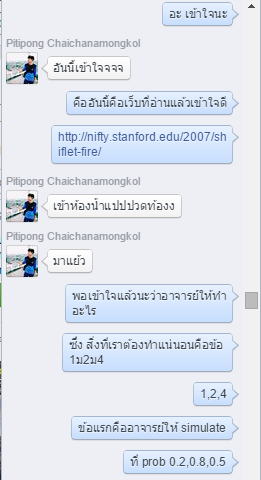 อะ เข้าใจนะ
Pitipong Chaichanamongkol
อันนี้เข้าใจจจจ
คืออันนี้คือเว็บที่อ่านแล้วเข้าใจดี
http://nifty.stanford.edu/2007/sh
iflet-fire/
Pitipong Chaichanamongkol
เข้าห้องน้ำแปปปวดท้องง
Pitipong Chaichanamongkol
มาแย้ว
พอเข้าใจแล้วนะว่าอาจารย์ให้ทำ
อะไร
ซึ่ง สิ่งที่เราต้องทำแน่นอนคือข้อ
1ม2ม4
1,2,4
ข้อแรกคืออาจารย์ให้ simulate
ที่ prob 0.2,0.8,0.5